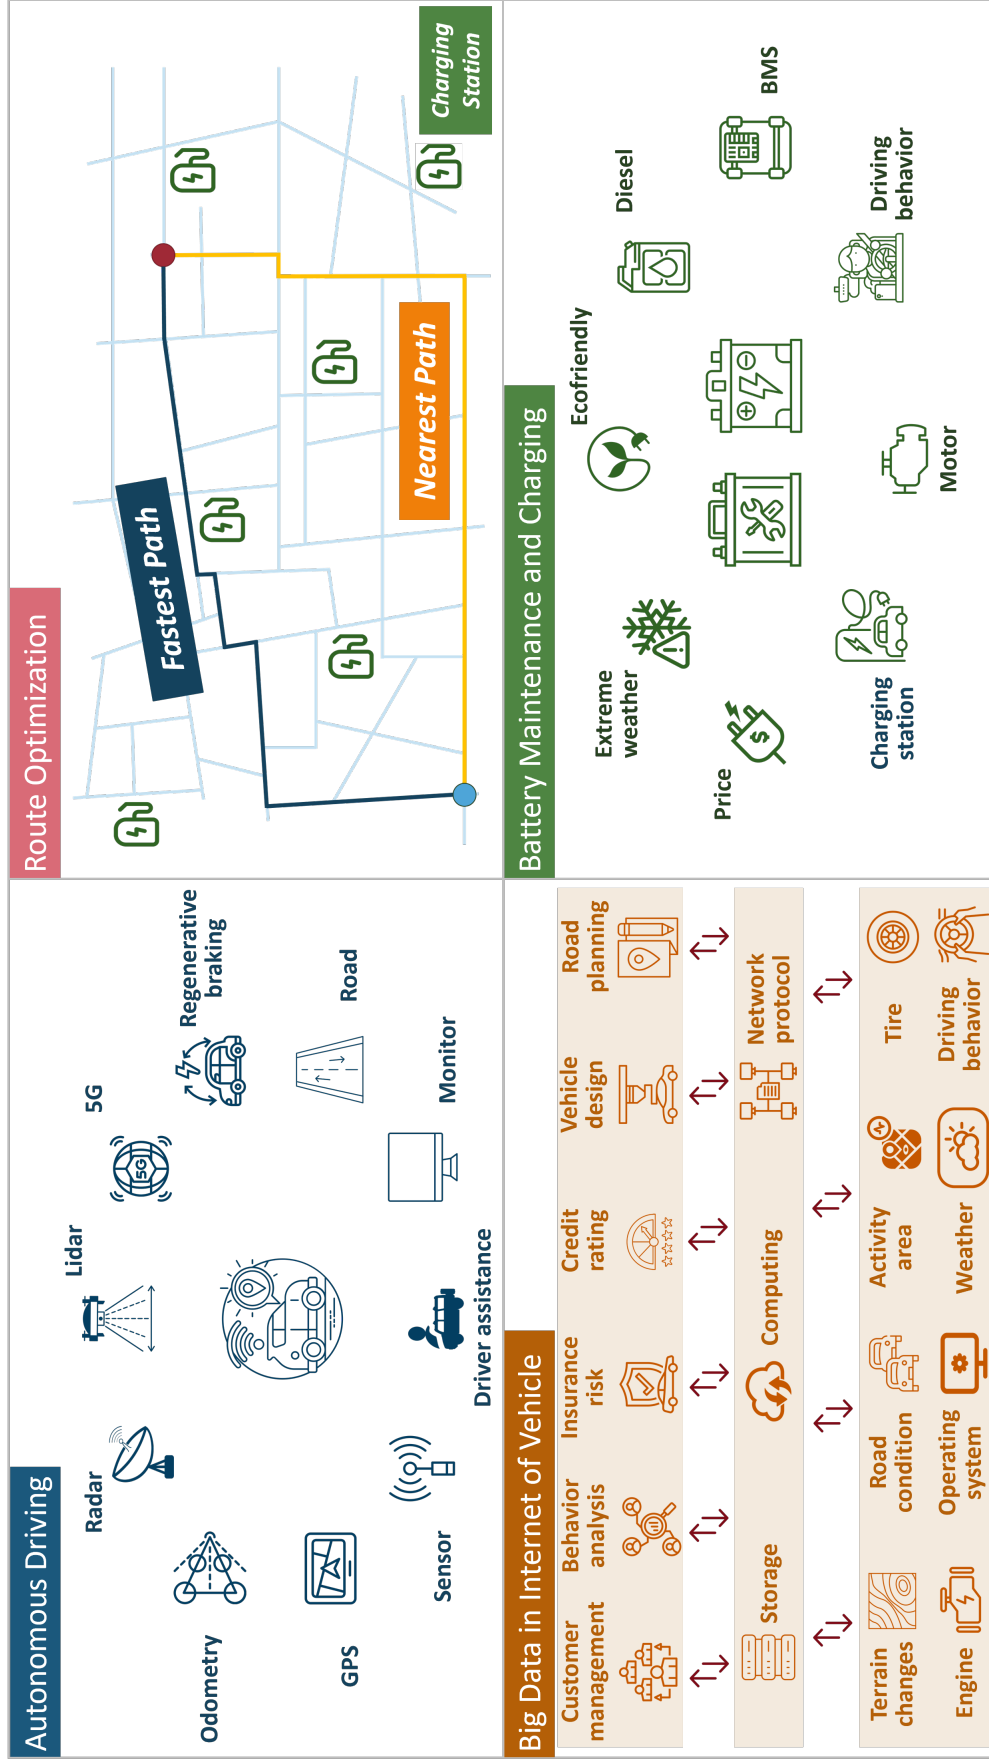 Autonomous Driving
Lidar
5G
Radar
Regenerative
braking
Odometry
Road
GPS
Monitor
Sensor
Driver assistance
5G
Route Optimization
Fastest Path
Nearest Path
Charging
Station
Big Data in Internet of Vehicle
Customer
management
Behavior
analysis
Insurance
risk
Credit
rating
Vehicle
design
Road
planning
Storage
Computing
Network
protocol
Terrain
changes
Road
condition
Activity
area
Tire
Engine
Operating
system
Weather
Driving
behavior
Battery Maintenance and Charging
Ecofriendly
Extreme
weather
Diesel
Price
$
BMS
Charging
station
Motor
Driving
behavior